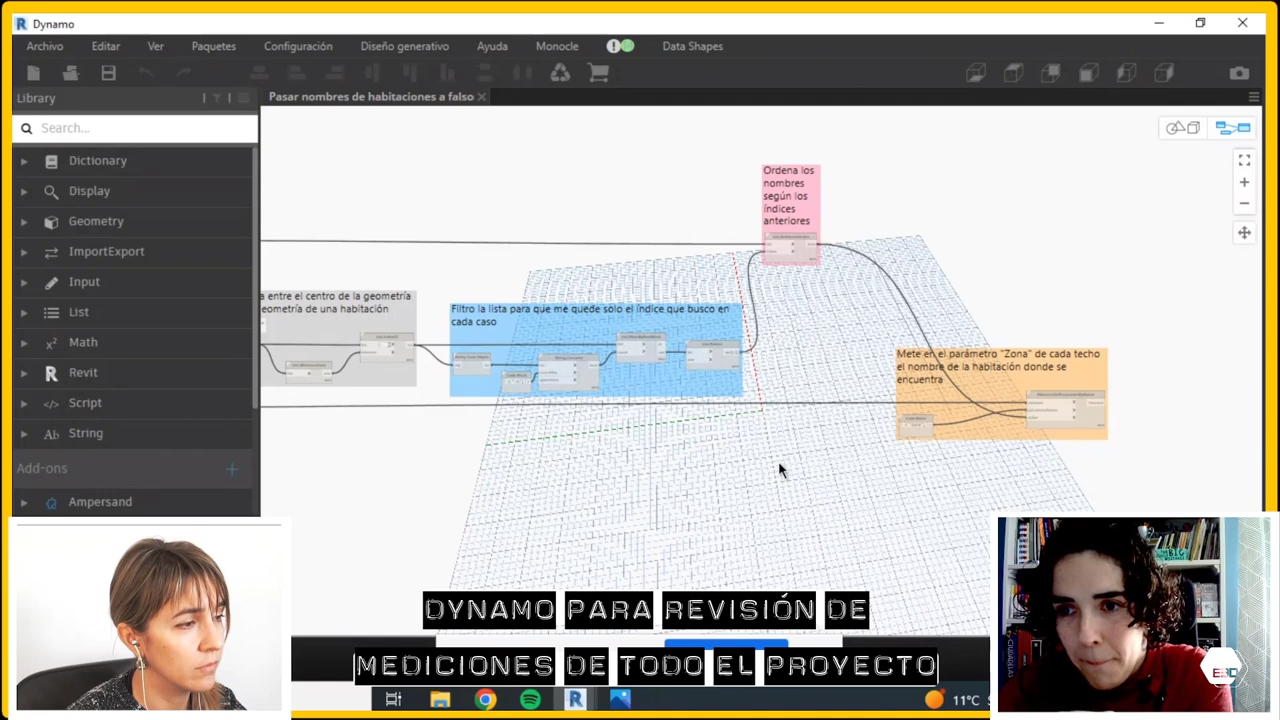 Dynamo
Archivo Editar Ver Paquetes Configuración Diseño generativo Ayuda Monocle Data Shapes
Library
Pasar nombres de habitaciones a falso
Search...
Dictionary
Display
Geometry
ImportExport
Input
List
Math
Revit
Script
String
Add-ons
Ampersand
Ordena los
nombres
según los
índices
anteriores
a entre el centro de la geometría
eometría de una habitación
Filtro la lista para que me quede solo el índice que busco en
cada caso
Mete en el parámetro "Zona" de cada techo
el nombre de la habitación donde se
encuentra
DYNAMO PARA REVISIÓN DE
MEDICIONES DE TODO EL PROYECTO
11°C